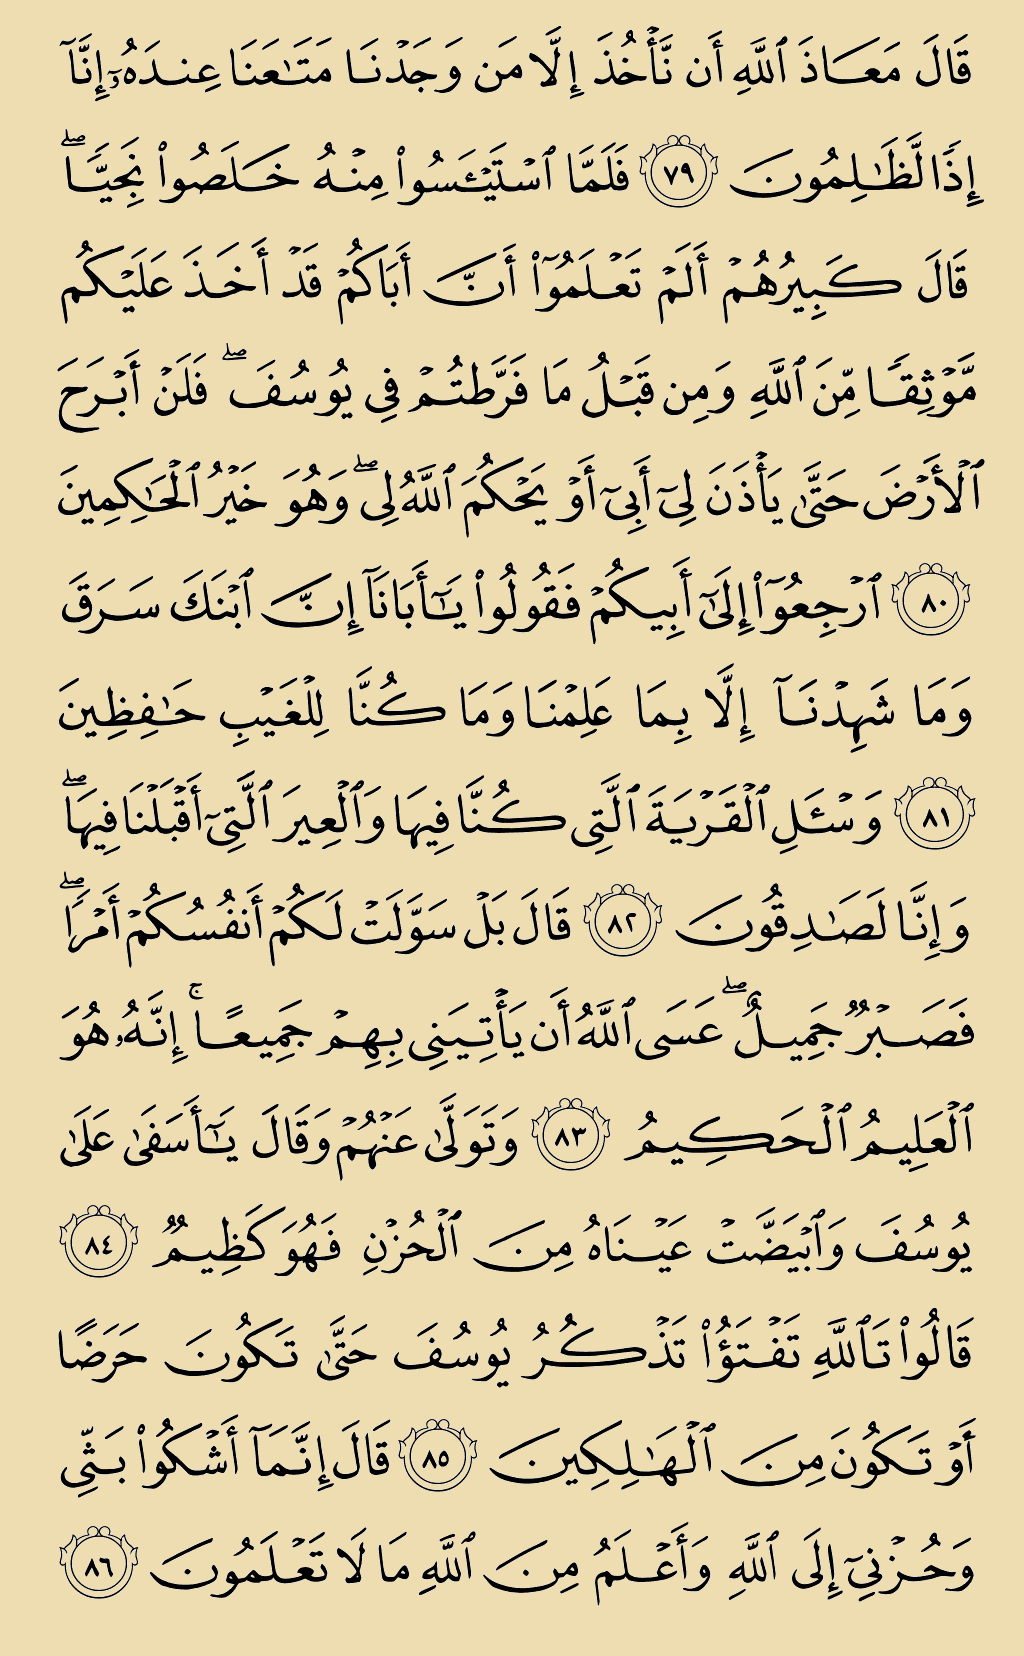 قَالَ مَعَاذَ ٱللَّهِ أَن نَّأۡخُذَ إِلَّا مَن وَجَدۡنَا مَتَٰعَنَا عِندَهُۥٓ إِنَّآ
إِذٗا لَّظَٰلِمُونَ ٧٩ فَلَمَّا ٱسۡتَيۡـَٔسُواْ مِنۡهُ خَلَصُواْ نَجِيّٗاۖ
قَالَ كَبِيرُهُمۡ أَلَمۡ تَعۡلَمُوٓاْ أَنَّ أَبَاكُمۡ قَدۡ أَخَذَ عَلَيۡكُم
مَّوۡثِقٗا مِّنَ ٱللَّهِ وَمِن قَبۡلُ مَا فَرَّطتُمۡ فِي يُوسُفَۖ فَلَنۡ أَبۡرَحَ
ٱلۡأَرۡضَ حَتَّىٰ يَأۡذَنَ لِيٓ أَبِيٓ أَوۡ يَحۡكُمَ ٱللَّهُ لِيۖ وَهُوَ خَيۡرُ ٱلۡحَٰكِمِينَ
٨٠ ٱرۡجِعُوٓاْ إِلَىٰٓ أَبِيكُمۡ فَقُولُواْ يَٰٓأَبَانَآ إِنَّ ٱبۡنَكَ سَرَقَ
وَمَا شَهِدۡنَآ إِلَّا بِمَا عَلِمۡنَا وَمَا كُنَّا لِلۡغَيۡبِ حَٰفِظِينَ
٨١ وَسۡـَٔلِ ٱلۡقَرۡيَةَ ٱلَّتِي كُنَّا فِيهَا وَٱلۡعِيرَ ٱلَّتِيٓ أَقۡبَلۡنَا فِيهَاۖ
وَإِنَّا لَصَٰدِقُونَ ٨٢ قَالَ بَلۡ سَوَّلَتۡ لَكُمۡ أَنفُسُكُمۡ أَمۡرٗاۖ
فَصَبۡرٞ جَمِيلٌۖ عَسَى ٱللَّهُ أَن يَأۡتِيَنِي بِهِمۡ جَمِيعًاۚ إِنَّهُۥ هُوَ
ٱلۡعَلِيمُ ٱلۡحَكِيمُ ٨٣ وَتَوَلَّىٰ عَنۡهُمۡ وَقَالَ يَٰٓأَسَفَىٰ عَلَىٰ
يُوسُفَ وَٱبۡيَضَّتۡ عَيۡنَاهُ مِنَ ٱلۡحُزۡنِ فَهُوَ كَظِيمٞ ٨٤
قَالُواْ تَٱللَّهِ تَفۡتَؤُاْ تَذۡكُرُ يُوسُفَ حَتَّىٰ تَكُونَ حَرَضًا
أَوۡ تَكُونَ مِنَ ٱلۡهَٰلِكِينَ ٨٥ قَالَ إِنَّمَآ أَشۡكُواْ بَثِّي
وَحُزۡنِيٓ إِلَى ٱللَّهِ وَأَعۡلَمُ مِنَ ٱللَّهِ مَا لَا تَعۡلَمُونَ ٨٦